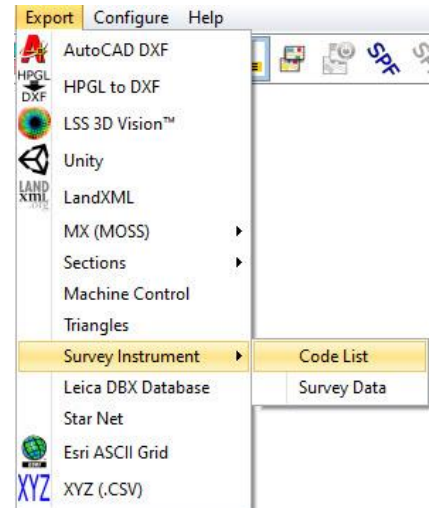 Export Configure Help
AutoCAD DXF
SPF
HPGL DXF
HPGL to DXF
LSS 3D Vision™
Unity
LAND xml .org
LandXML
MX (MOSS)
Sections
Machine Control
Triangles
Survey Instrument
Code List
Leica DBX Database
Survey Data
Star Net
Esri ASCII Grid
XYZ
XYZ (.CSV)